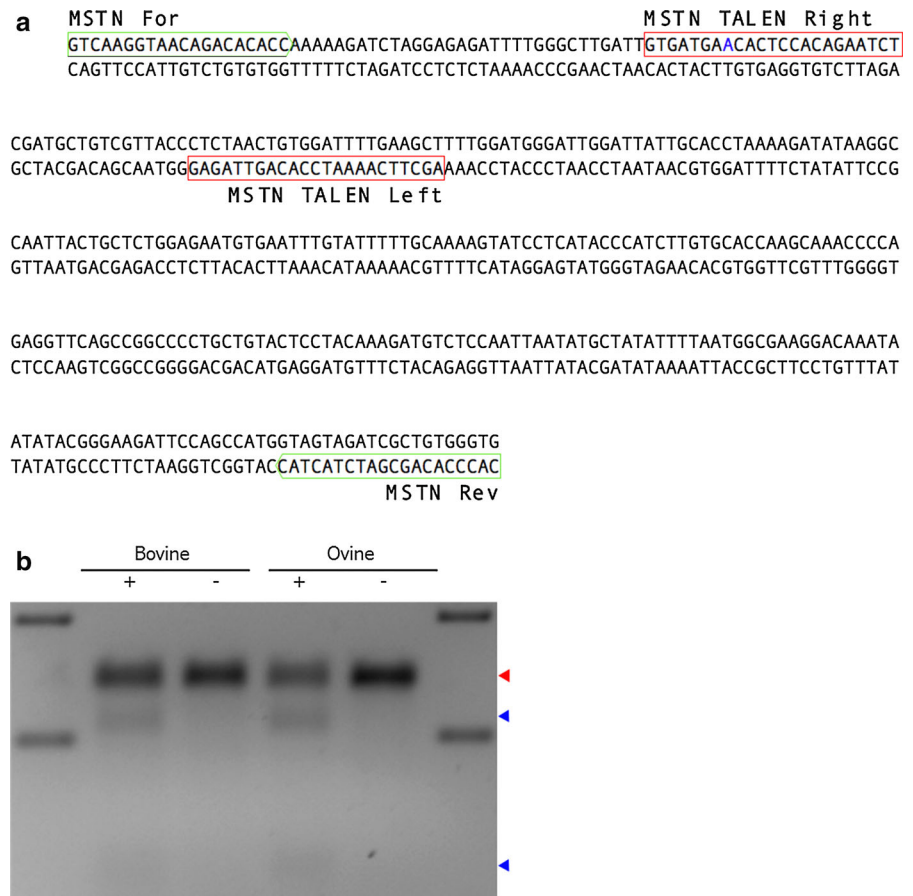 a
MSTN For MSTN TALEN Right
GTCAAGGTAACAGACACACCAAAAAGATCTAGGAGAGATTTTGGGCTTGATTGTGATGAACACTCCACAGAATCT
CAGTTCCATTGTCTGTGTGGTTTTTCTAGATCCTCTCTAAAACCCGAACTAACACTACTTGTGAGGTGTCTTAGA
CGATGCTGTCGTTACCCTCTAACTGTGGATTTTGAAGCTTTTGGATGGGATTGGATTATTGCACCTAAAAGATATAAGGC
GCTACGACAGCAATGGGAGATTGACACCTAAAACTTCGAAAACCTACCCTAACCTAATAACGTGGATTTTCTATATTCCG
MSTN TALEN Left
CAATTACTGCTCTGGAGAATGTGAATTTGTATTTTTGCAAAAGTATCCTCATACCCATCTTGTGCACCAAGCAAACCCCA
GTTAATGACGAGACCTCTTACACTTAAACATAAAAACGTTTTCATAGGAGTATGGGTAGAACACGTGGTTCGTTTGGGGT
GAGGTTCAGCCGGCCCCTGCTGTACTCCTACAAAGATGTCTCCAATTAATATGCTATATTTTAATGGCGAAGGACAAATA
CTCCAAGTCGGCCGGGGACGACATGAGGATGTTTCTACAGAGGTTAATTATACGATATAAAATTACCGCTTCCTGTTTAT
ATATACGGGAAGATTCCAGCCATGGTAGTAGATCGCTGTGGGTG
TATATGCCCTTCTAAGGTCGGTACCATCATCTAGCGACACCCAC
MSTN Rev
b
Bovine Ovine
+ - + -